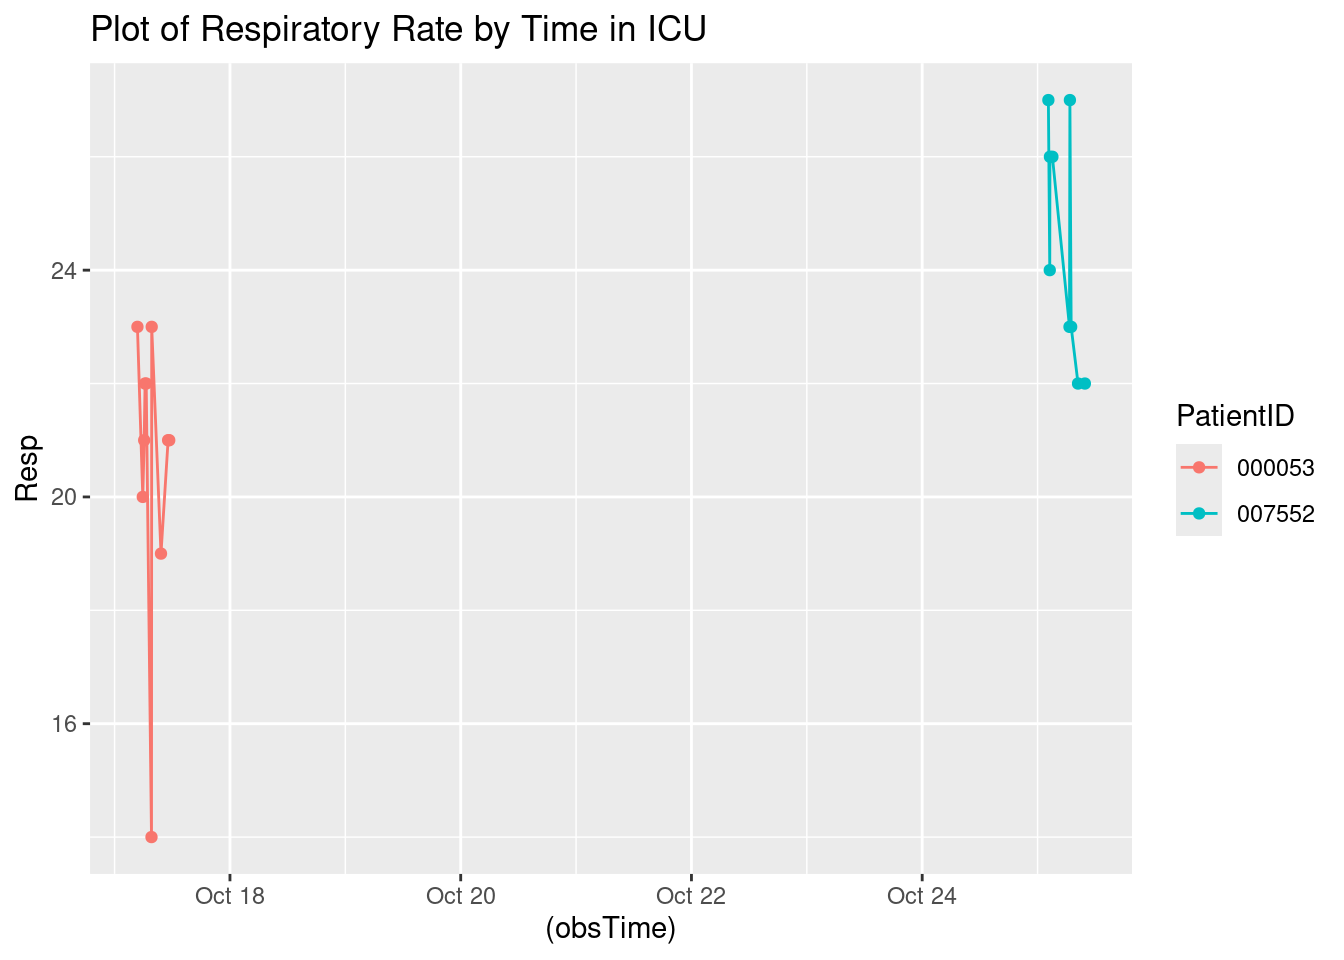 Plot of Respiratory Rate by Time in ICU
Resp
24
20
16
Oct 18
Oct 20
Oct 22
Oct 24
(obsTime)
PatientID
000053
007552